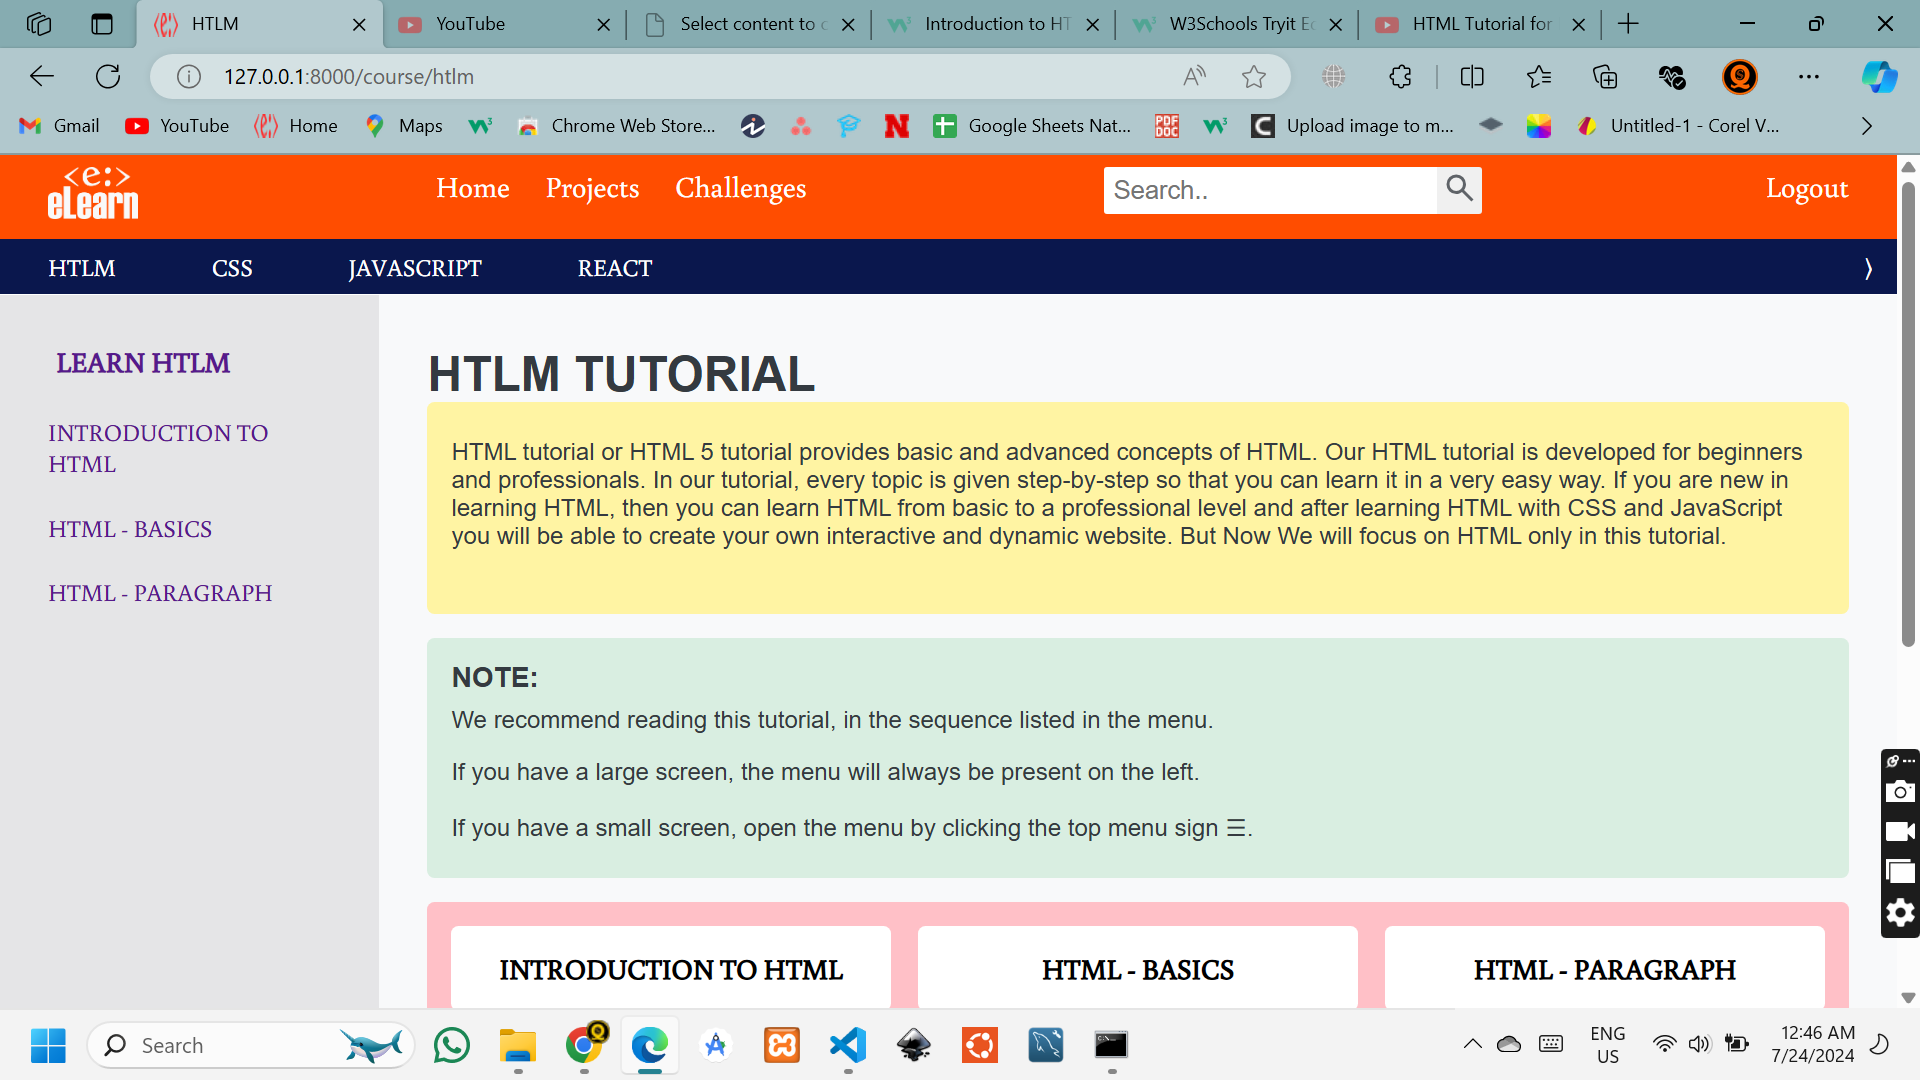 HTLM
YouTube
Select content to c
Introduction to HT
W3Schools Tryit Ec
HTML Tutorial for
127.0.0.1:8000/course/htlm
Gmail
YouTube
Home
Maps
Chrome Web Store...
Google Sheets Nat...
PDF
DOC
Upload image to m...
Untitled-1 - Corel V...
<e:>
eLearn
Home
Projects
Challenges
Search..
Logout
HTLM
CSS
JAVASCRIPT
REACT
LEARN HTLM
INTRODUCTION TO
HTML
HTML - BASICS
HTML - PARAGRAPH
HTLM TUTORIAL
HTML tutorial or HTML 5 tutorial provides basic and advanced concepts of HTML. Our HTML tutorial is developed for beginners
and professionals. In our tutorial, every topic is given step-by-step so that you can learn it in a very easy way. If you are new in
learning HTML, then you can learn HTML from basic to a professional level and after learning HTML with CSS and JavaScript
you will be able to create your own interactive and dynamic website. But Now We will focus on HTML only in this tutorial.
NOTE:
We recommend reading this tutorial, in the sequence listed in the menu.
If you have a large screen, the menu will always be present on the left.
If you have a small screen, open the menu by clicking the top menu sign ☰.
INTRODUCTION TO HTML
HTML - BASICS
HTML - PARAGRAPH
Search
ENG
US
12:46 AM
7/24/2024